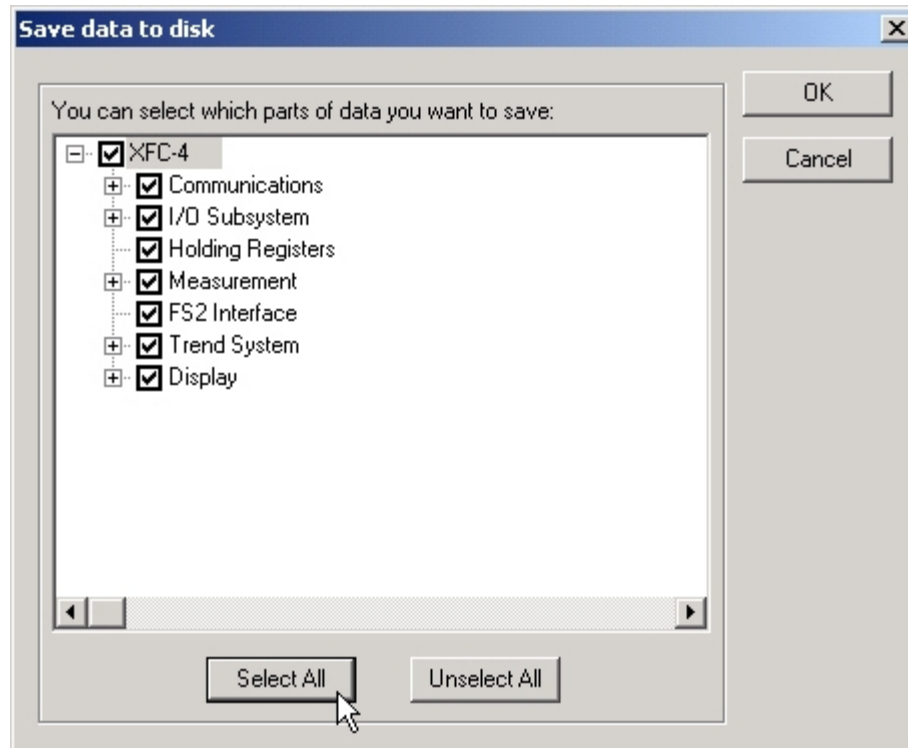 Save data to disk
OK
You can select which parts of data you want to save:
Cancel
XFC-4
Communications
I/O Subsystem
Holding Registers
Measurement
FS2 Interface
Trend System
Display
Select All
Unselect All